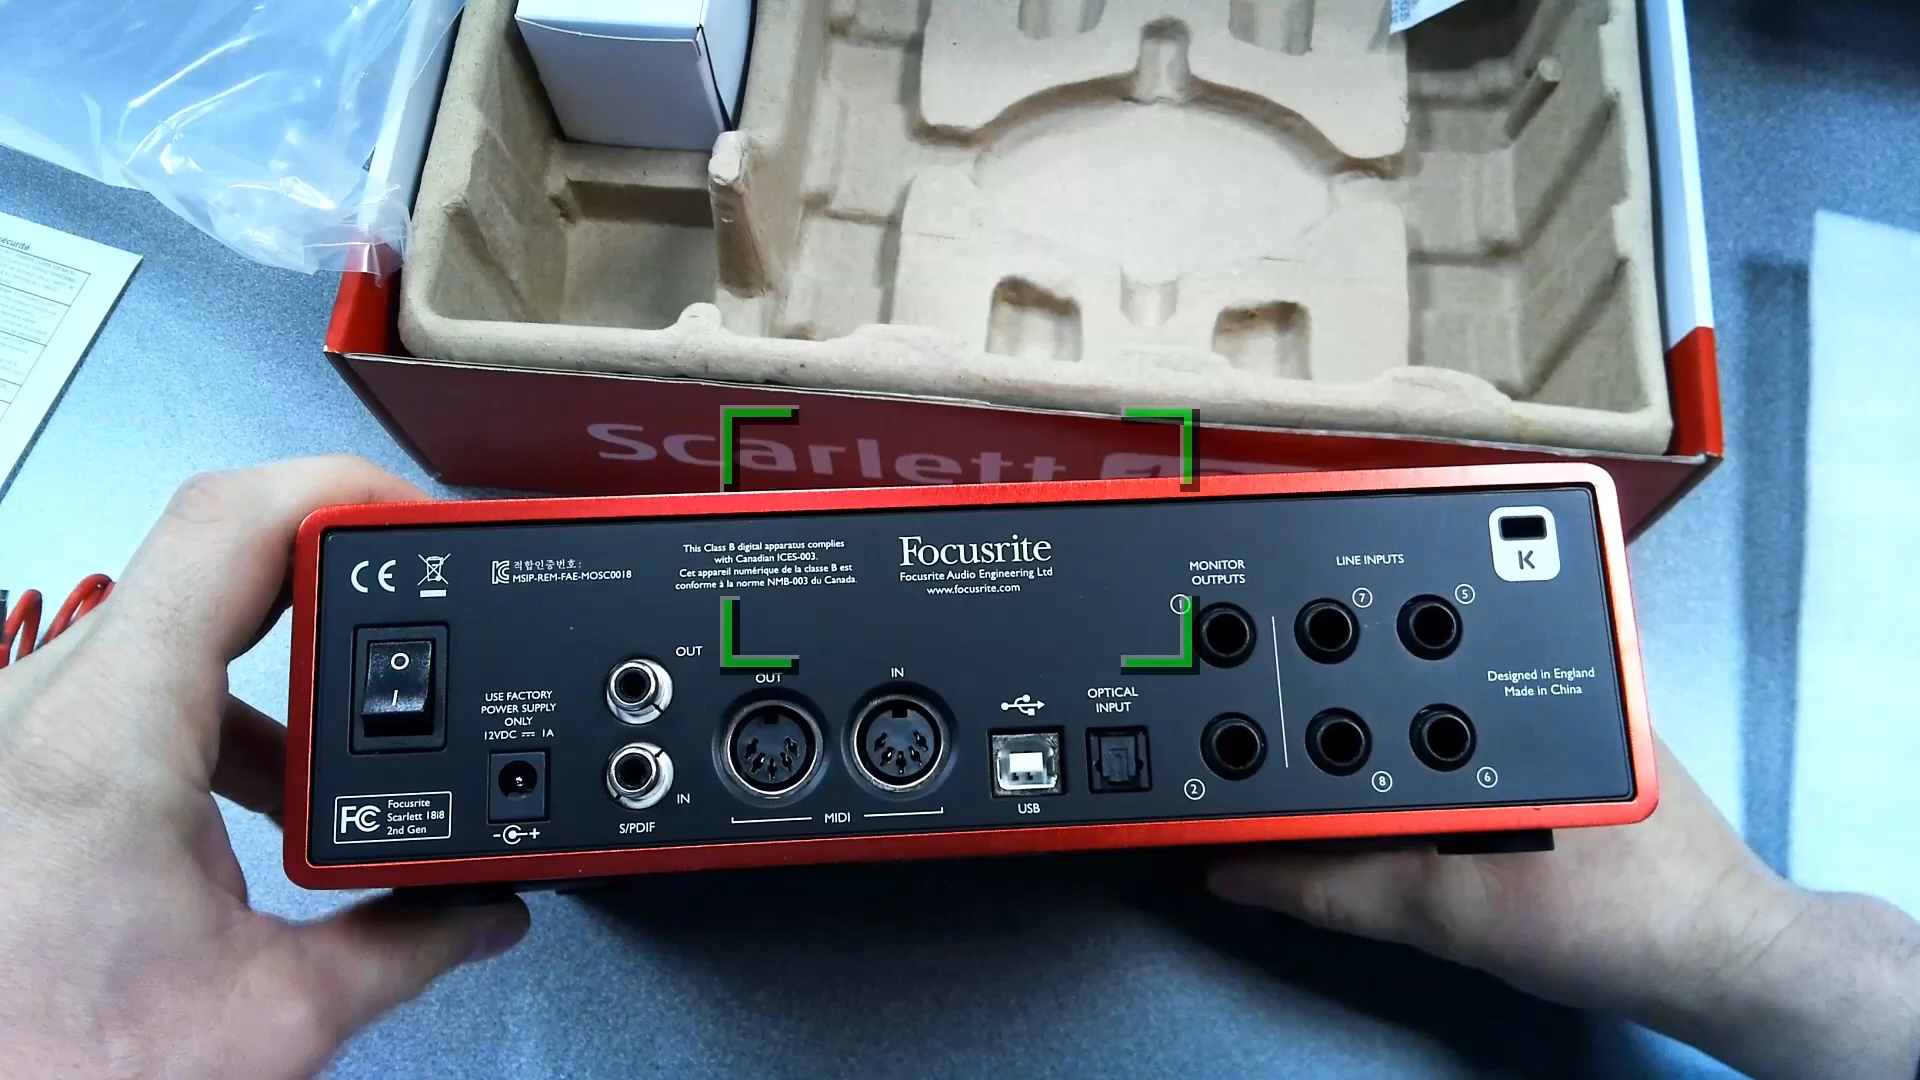 sécurité
scarlett
This Class B digital apparatus complies
with Canadian ICES-003.
Cet appareil numérique de la classe B est
conforme à la norme NMB-003 du Canada.
Focusrite
Focusrite Audio Engineering Ltd
www.focusrite.com
적합인증번호:
MSIP-REM-FAE-MOSC0018
CE
MONITOR
OUTPUTS
LINE INPUTS
K
1
7
5
2
8
6
Designed in England
Made in China
O
I
USE FACTORY
POWER SUPPLY
ONLY
12VDC ⎓ 1A
- +
OUT
IN
S/PDIF
OUT
IN
MIDI
USB
OPTICAL
INPUT
FC
Focusrite
Scarlett 18i8
2nd Gen